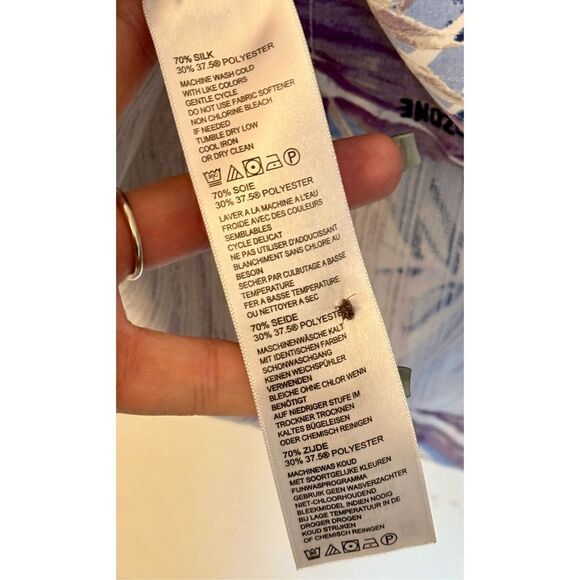 70% SILK
30% 37.5® POLYESTER
MACHINE WASH COLD
WITH LIKE COLORS
GENTLE CYCLE
DO NOT USE FABRIC SOFTENER
NON CHLORINE BLEACH
IF NEEDED
TUMBLE DRY LOW
COOL IRON
OR DRY CLEAN
70% SOIE
30% 37.5® POLYESTER
LAVER A LA MACHINE A L'EAU
FROIDE AVEC DES COULEURS
SEMBLABLES
CYCLE DELICAT
NE PAS UTILISER D'ADOUCISSANT
BLANCHIMENT SANS CHLORE AU
BESOIN
SECHER PAR CULBUTAGE A BASSE
TEMPERATURE
FER A BASSE TEMPERATURE
OU NETTOYER A SEC
70% SEIDE
30% 37.5® POLYESTER
MASCHINENWÄSCHE KALT
MIT IDENTISCHEN FARBEN
SCHONWASCHGANG
KEINEN WEICHSPÜLER
VERWENDEN
BLEICHE OHNE CHLOR WENN
BENÖTIGT
AUF NIEDRIGER STUFE IM
TROCKNER TROCKNEN
KALTES BÜGELEISEN
ODER CHEMISCH REINIGEN
70% ZIJDE
30% 37.5® POLYESTER
MACHINEWAS KOUD
MET SOORTGELIJKE KLEUREN
FIJNWASPROGRAMMA
GEBRUIK GEEN WASVERZACHTER
NIET-CHLOORHOUDEND
BLEEKMIDDEL INDIEN NODIG
BIJ LAGE TEMPERATUUR IN DE
DROGER DROGEN
KOUD STRIJKEN
OF CHEMISCH REINIGEN